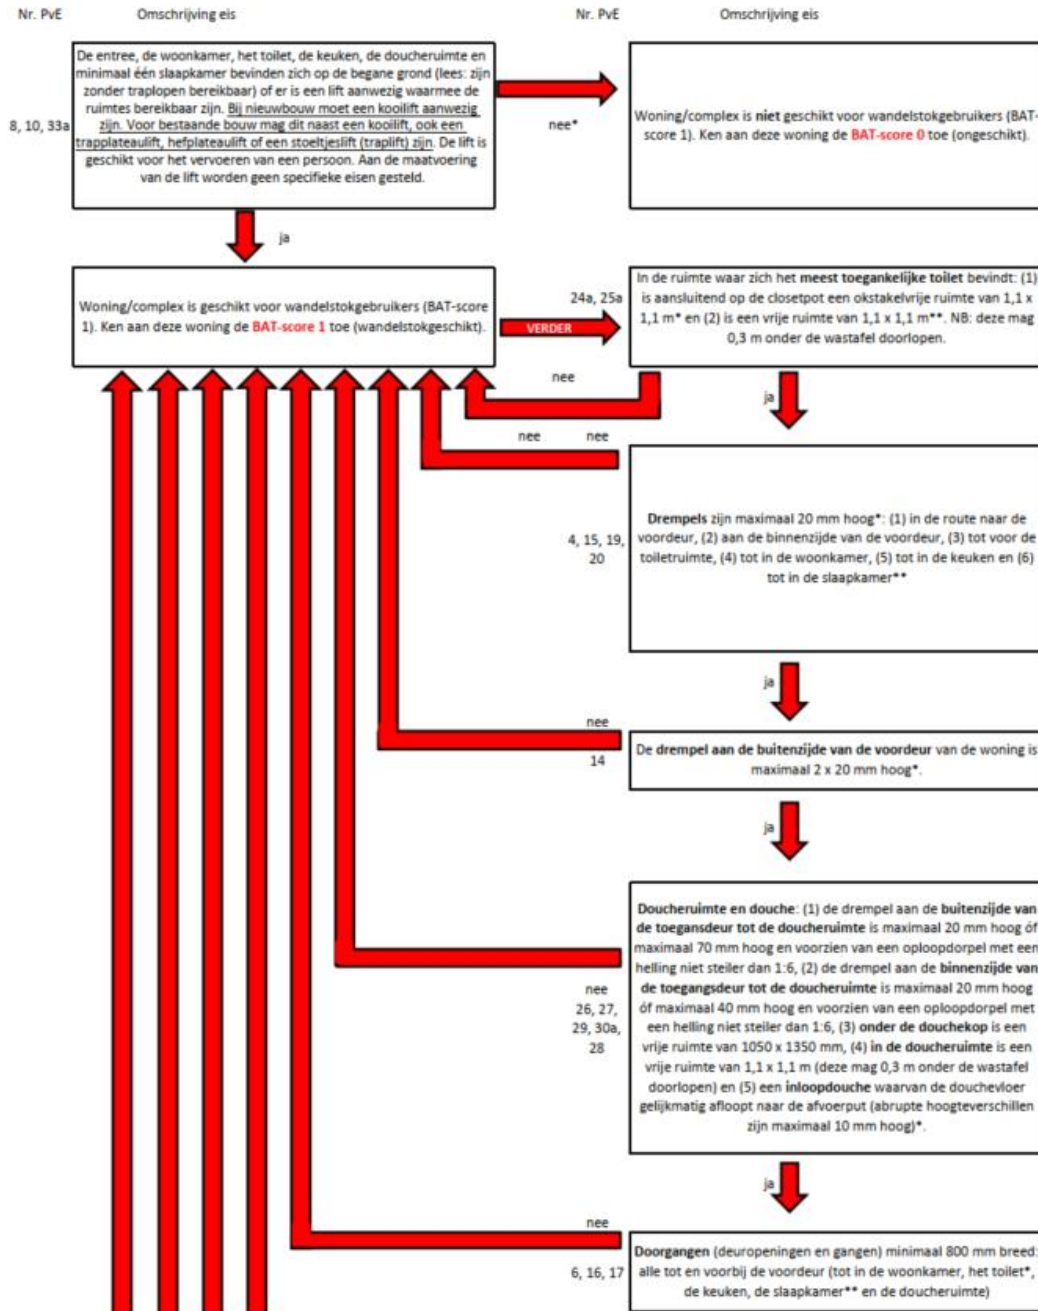 Nr. PvE
Omschrijving eis
Nr. PvE
Omschrijving eis
8, 10, 33a
De entree, de woonkamer, het toilet, de keuken, de doucheruimte en
minimaal één slaapkamer bevinden zich op de begane grond (lees: zijn
zonder traplopen bereikbaar) of er is een lift aanwezig waarmee de
ruimtes bereikbaar zijn. Bij nieuwbouw moet een kooilift aanwezig
zijn. Voor bestaande bouw mag dit naast een kooilift, ook een
trapplateaulift, hefplateaulift of een stoeltjeslift (traplift) zijn. De lift is
geschikt voor het vervoeren van een persoon. Aan de maatvoering
van de lift worden geen specifieke eisen gesteld.
nee*
Woning/complex is niet geschikt voor wandelstokgebruikers (BAT-
score 1). Ken aan deze woning de BAT-score 0 toe (ongeschikt).
ja
Woning/complex is geschikt voor wandelstokgebruikers (BAT-score
1). Ken aan deze woning de BAT-score 1 toe (wandelstokgeschikt).
24a, 25a
VERDER
In de ruimte waar zich het meest toegankelijke toilet bevindt: (1)
is aansluitend op de closetpot een okstakelvrije ruimte van 1,1 x
1,1 m* en (2) is een vrije ruimte van 1,1 x 1,1 m**. NB: deze mag
0,3 m onder de wastafel doorlopen.
nee
ja
nee
nee
4, 15, 19,
20
Drempels zijn maximaal 20 mm hoog*: (1) in de route naar de
voordeur, (2) aan de binnenzijde van de voordeur, (3) tot voor de
toiletruimte, (4) tot in de woonkamer, (5) tot in de keuken en (6)
tot in de slaapkamer**
ja
nee
14
De drempel aan de buitenzijde van de voordeur van de woning is
maximaal 2 x 20 mm hoog*.
ja
nee
26, 27,
29, 30a,
28
Doucheruimte en douche: (1) de drempel aan de buitenzijde van
de toegansdeur tot de doucheruimte is maximaal 20 mm hoog óf
maximaal 70 mm hoog en voorzien van een oploopdorpel met een
helling niet steiler dan 1:6, (2) de drempel aan de binnenzijde van
de toegangsdeur tot de doucheruimte is maximaal 20 mm hoog
óf maximaal 40 mm hoog en voorzien van een oploopdorpel met
een helling niet steiler dan 1:6, (3) onder de douchekop is een
vrije ruimte van 1050 x 1350 mm, (4) in de doucheruimte is een
vrije ruimte van 1,1 x 1,1 m (deze mag 0,3 m onder de wastafel
doorlopen) en (5) een inloopdouche waarvan de douchevloer
gelijkmatig afloopt naar de afvoerput (abrupte hoogteverschillen
zijn maximaal 10 mm hoog)*.
ja
nee
6, 16, 17
Doorgangen (deuropeningen en gangen) minimaal 800 mm breed:
alle tot en voorbij de voordeur (tot in de woonkamer, het toilet*,
de keuken, de slaapkamer** en de doucheruimte)